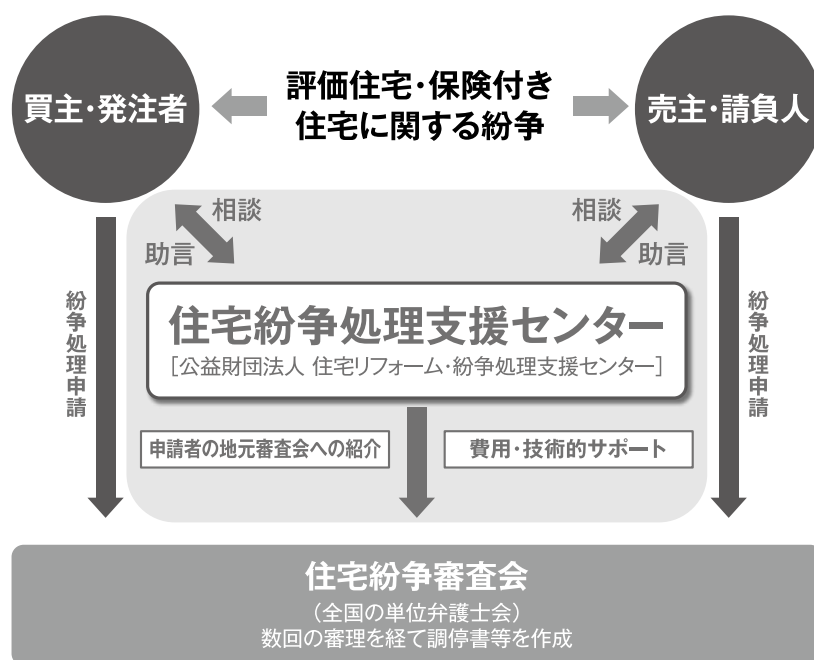 買主・発注者
評価住宅・保険付き
住宅に関する紛争
売主・請負人
相談
助言
相談
助言
紛争処理申請
紛争処理申請
住宅紛争処理支援センター
[公益財団法人 住宅リフォーム・紛争処理支援センター]
申請者の地元審査会への紹介
費用・技術的サポート
住宅紛争審査会
（全国の単位弁護士会）
数回の審理を経て調停書等を作成